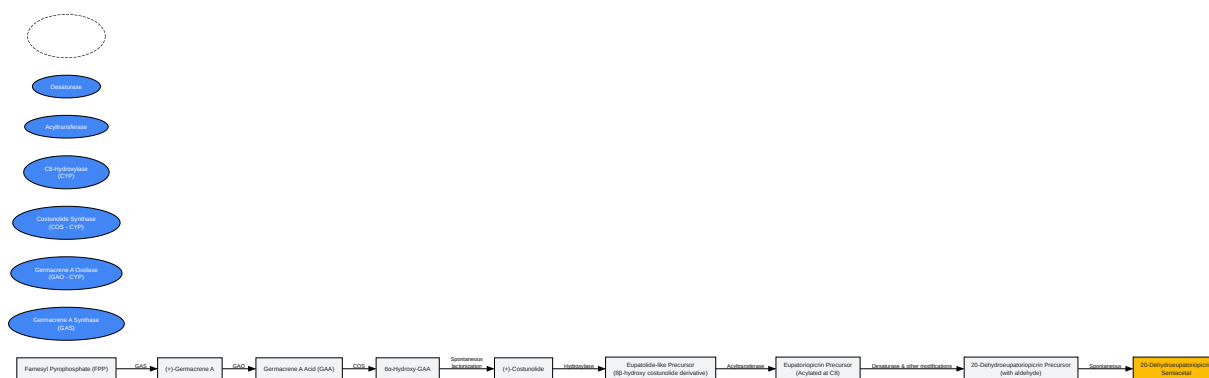 Desaturase
Acyltransferase
C8-Hydroxylase
(CYP)
Costunolide Synthase
(COS - CYP)
Germacrene A Oxidase
(GAO - CYP)
Germacrene A Synthase
(GAS)
Farnesyl Pyrophosphate (FPP)
GAS
(+)-Germacrene A
GAO
Germacrene A Acid (GAA)
COS
6α-Hydroxy-GAA
Spontaneous
lactonization
(+)-Costunolide
Hydroxylase
Eupatolide-like Precursor
(8β-hydroxy costunolide derivative)
Acyltransferase
Eupatoriopicrin Precursor
(Acylated at C8)
Desaturase & other modifications
20-Dehydroeupatoriopicrin Precursor
(with aldehyde)
Spontaneous
20-Dehydroeupatoriopicrin
Semiacetal